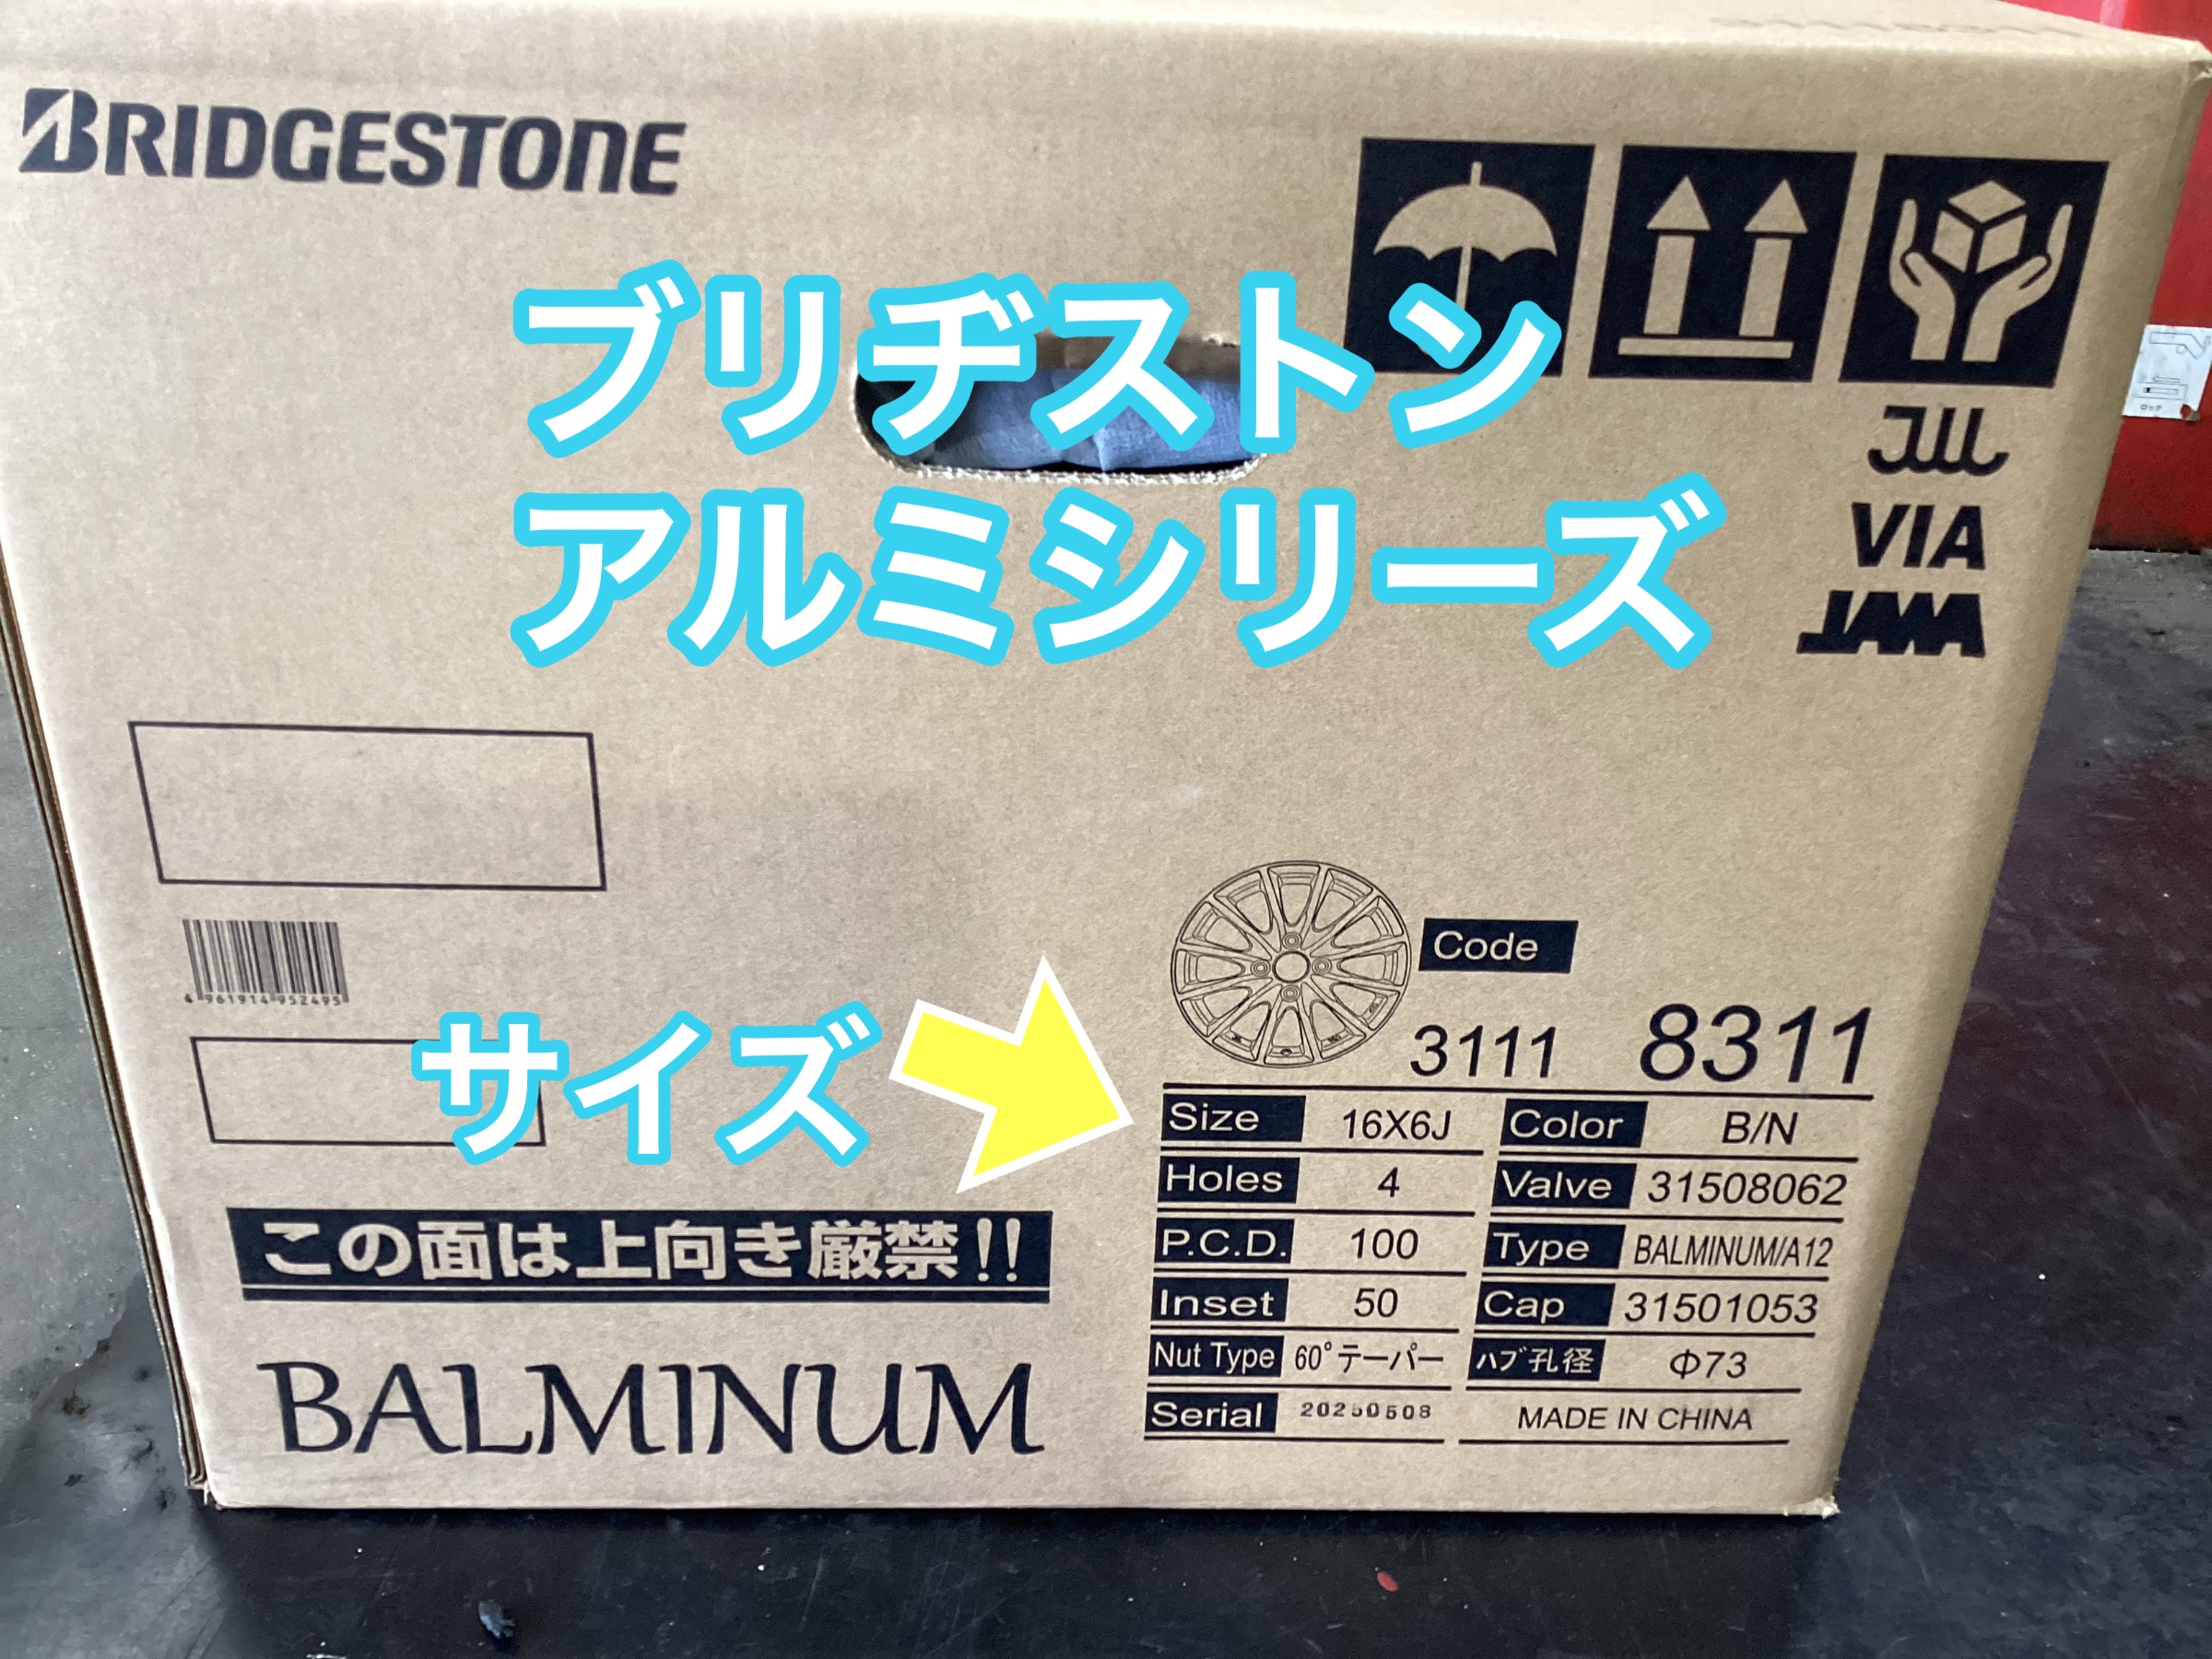 BRIDGESTONE
ブリヂストン
アルミシリーズ
JWL
VIA
4 961914 952495
サイズ
Code
3111 8311
Size 16X6J Color B/N
Holes 4 Valve 31508062
P.C.D. 100 Type BALMINUM/A12
Inset 50 Cap 31501053
Nut Type 60°テーパー ハブ孔径 Φ73
Serial 20250508 MADE IN CHINA
この面は上向き厳禁!!
BALMINUM